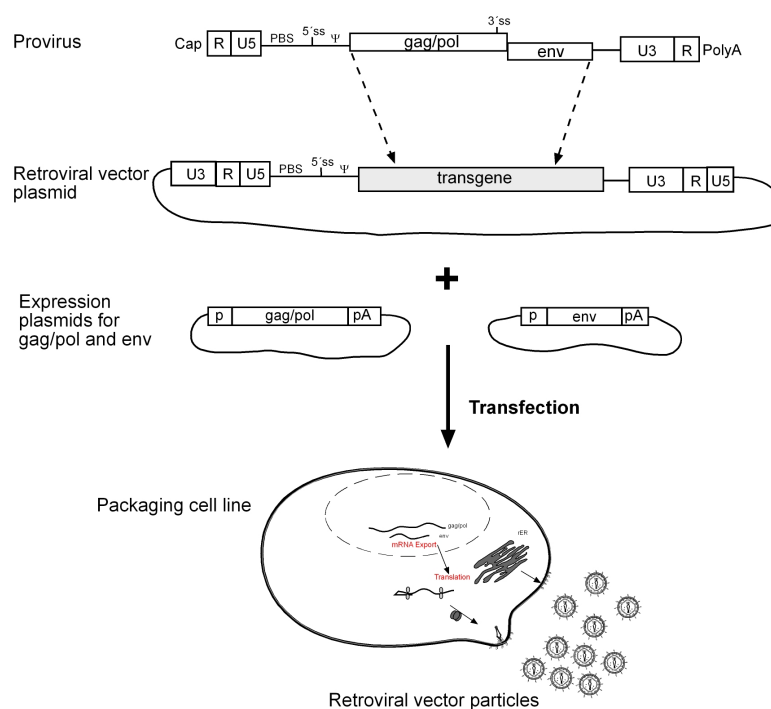 Provirus
Cap R U5 PBS 5´ss Ψ gag/pol 3´ss env U3 R PolyA
Retroviral vector
plasmid
U3 R U5 PBS 5´ss Ψ transgene U3 R U5
+
Expression
plasmids for
gag/pol and env
p gag/pol pA
p env pA
Transfection
Packaging cell line
gag/pol
env
mRNA Export
rER
Translation
Retroviral vector particles